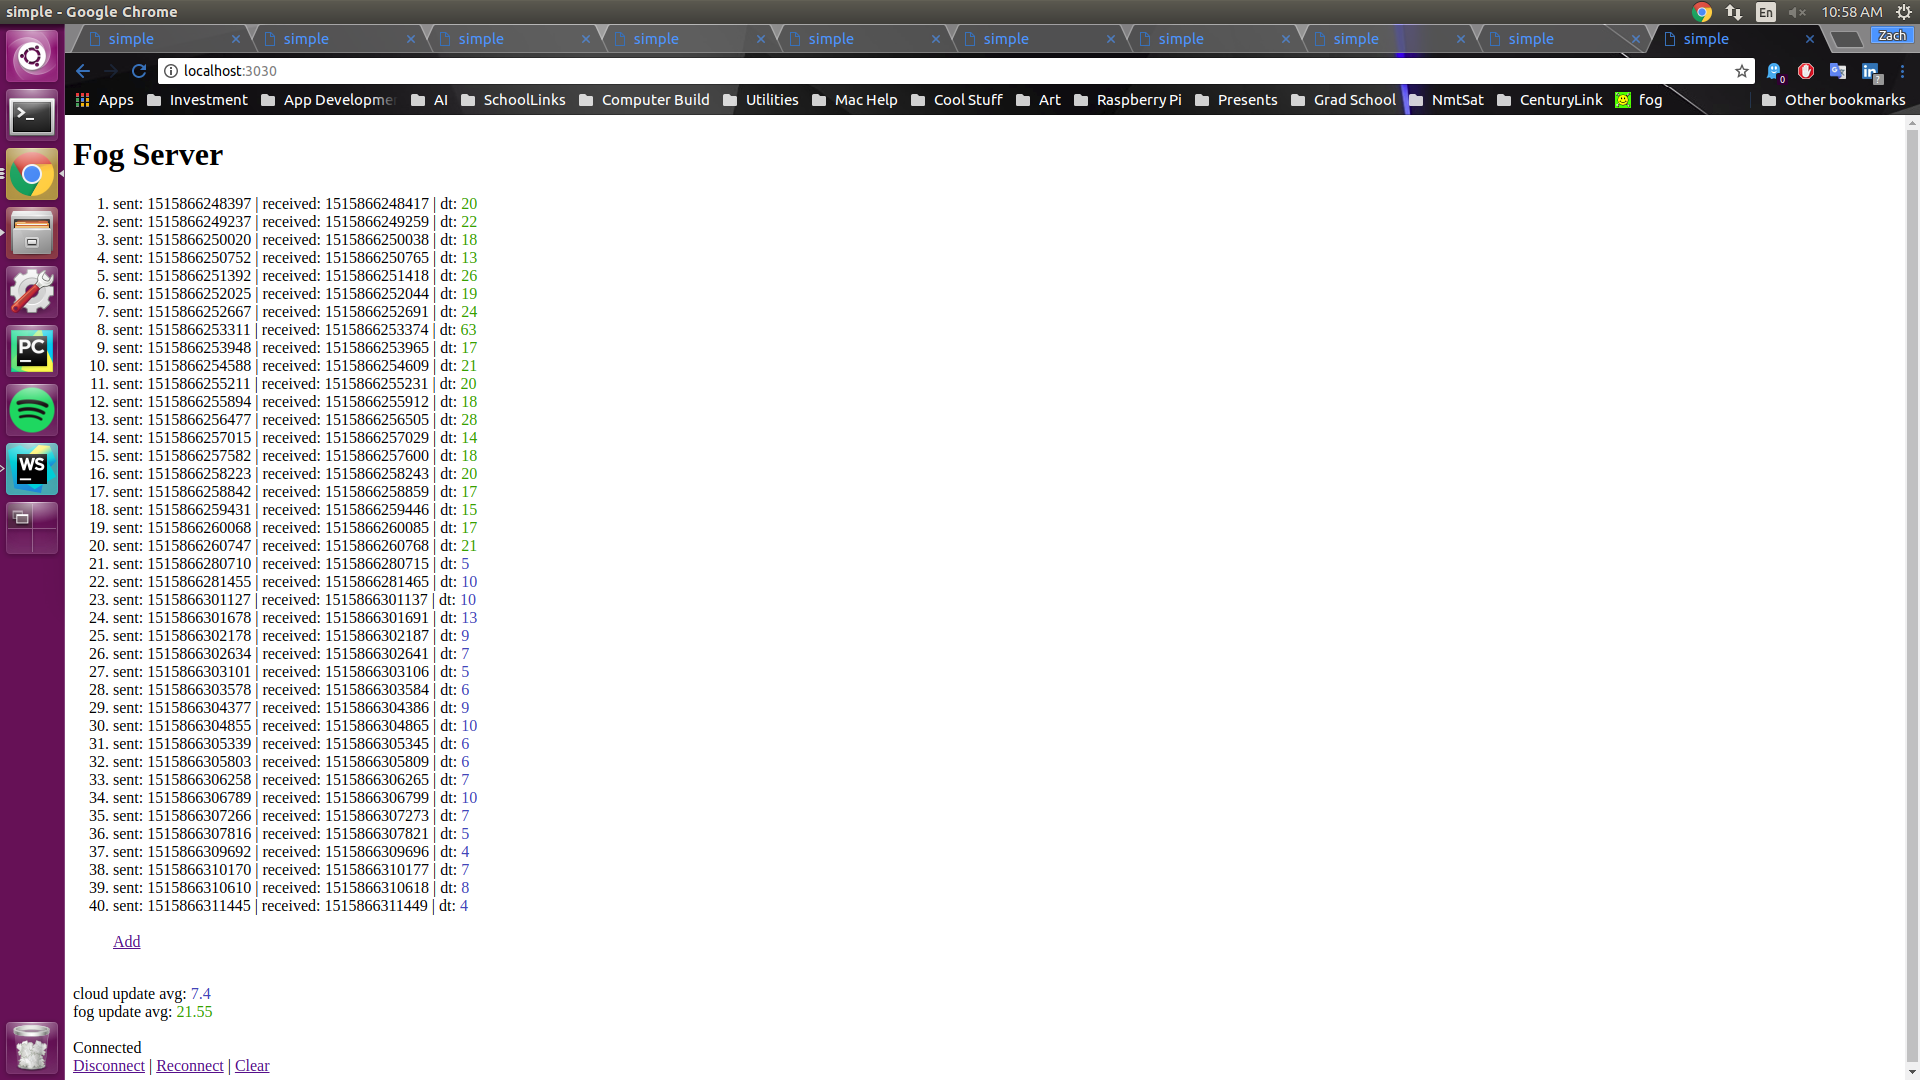 simple - Google Chrome
En
10:58 AM
simple
simple
simple
simple
simple
simple
simple
simple
simple
simple
Zach
localhost:3030
0
?
Apps
Investment
App Developme
AI
SchoolLinks
Computer Build
Utilities
Mac Help
Cool Stuff
Art
Raspberry Pi
Presents
Grad School
NmtSat
CenturyLink
fog
Other bookmarks
PC
WS
Fog Server
1. sent: 1515866248397 | received: 1515866248417 | dt: 20
2. sent: 1515866249237 | received: 1515866249259 | dt: 22
3. sent: 1515866250020 | received: 1515866250038 | dt: 18
4. sent: 1515866250752 | received: 1515866250765 | dt: 13
5. sent: 1515866251392 | received: 1515866251418 | dt: 26
6. sent: 1515866252025 | received: 1515866252044 | dt: 19
7. sent: 1515866252667 | received: 1515866252691 | dt: 24
8. sent: 1515866253311 | received: 1515866253374 | dt: 63
9. sent: 1515866253948 | received: 1515866253965 | dt: 17
10. sent: 1515866254588 | received: 1515866254609 | dt: 21
11. sent: 1515866255211 | received: 1515866255231 | dt: 20
12. sent: 1515866255894 | received: 1515866255912 | dt: 18
13. sent: 1515866256477 | received: 1515866256505 | dt: 28
14. sent: 1515866257015 | received: 1515866257029 | dt: 14
15. sent: 1515866257582 | received: 1515866257600 | dt: 18
16. sent: 1515866258223 | received: 1515866258243 | dt: 20
17. sent: 1515866258842 | received: 1515866258859 | dt: 17
18. sent: 1515866259431 | received: 1515866259446 | dt: 15
19. sent: 1515866260068 | received: 1515866260085 | dt: 17
20. sent: 1515866260747 | received: 1515866260768 | dt: 21
21. sent: 1515866280710 | received: 1515866280715 | dt: 5
22. sent: 1515866281455 | received: 1515866281465 | dt: 10
23. sent: 1515866301127 | received: 1515866301137 | dt: 10
24. sent: 1515866301678 | received: 1515866301691 | dt: 13
25. sent: 1515866302178 | received: 1515866302187 | dt: 9
26. sent: 1515866302634 | received: 1515866302641 | dt: 7
27. sent: 1515866303101 | received: 1515866303106 | dt: 5
28. sent: 1515866303578 | received: 1515866303584 | dt: 6
29. sent: 1515866304377 | received: 1515866304386 | dt: 9
30. sent: 1515866304855 | received: 1515866304865 | dt: 10
31. sent: 1515866305339 | received: 1515866305345 | dt: 6
32. sent: 1515866305803 | received: 1515866305809 | dt: 6
33. sent: 1515866306258 | received: 1515866306265 | dt: 7
34. sent: 1515866306789 | received: 1515866306799 | dt: 10
35. sent: 1515866307266 | received: 1515866307273 | dt: 7
36. sent: 1515866307816 | received: 1515866307821 | dt: 5
37. sent: 1515866309692 | received: 1515866309696 | dt: 4
38. sent: 1515866310170 | received: 1515866310177 | dt: 7
39. sent: 1515866310610 | received: 1515866310618 | dt: 8
40. sent: 1515866311445 | received: 1515866311449 | dt: 4
Add
cloud update avg: 7.4
fog update avg: 21.55
Connected
Disconnect | Reconnect | Clear